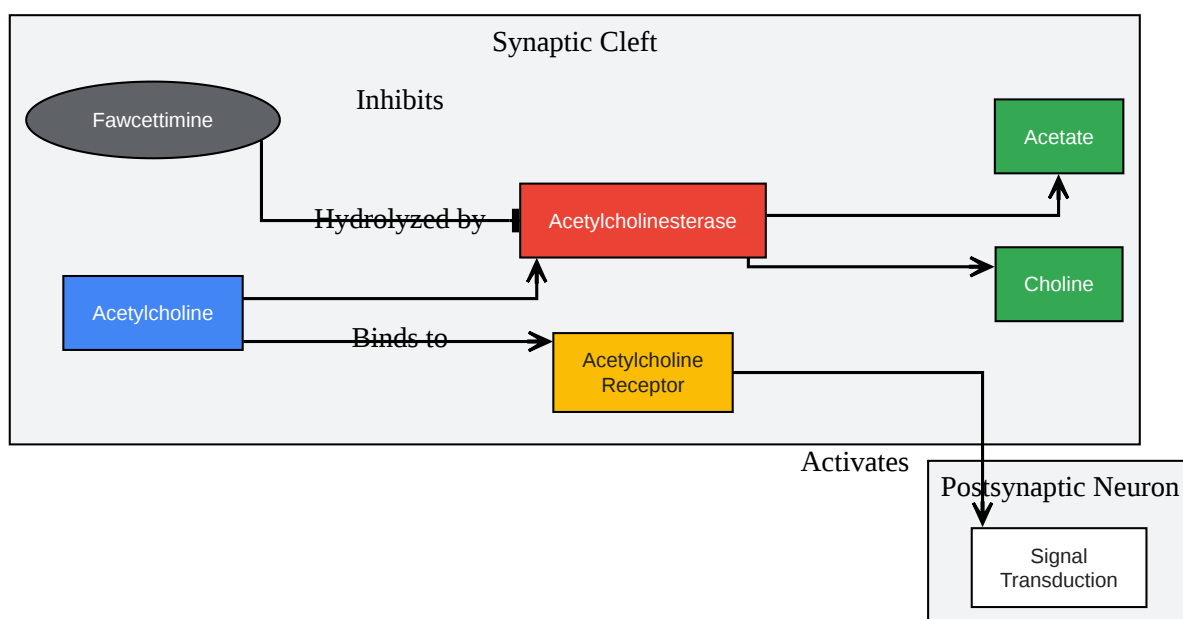 Synaptic Cleft
Inhibits
Fawcettimine
Acetate
Hydrolyzed by
Acetylcholinesterase
Choline
Acetylcholine
Binds to
Acetylcholine
Receptor
Activates
Postsynaptic Neuron
Signal
Transduction